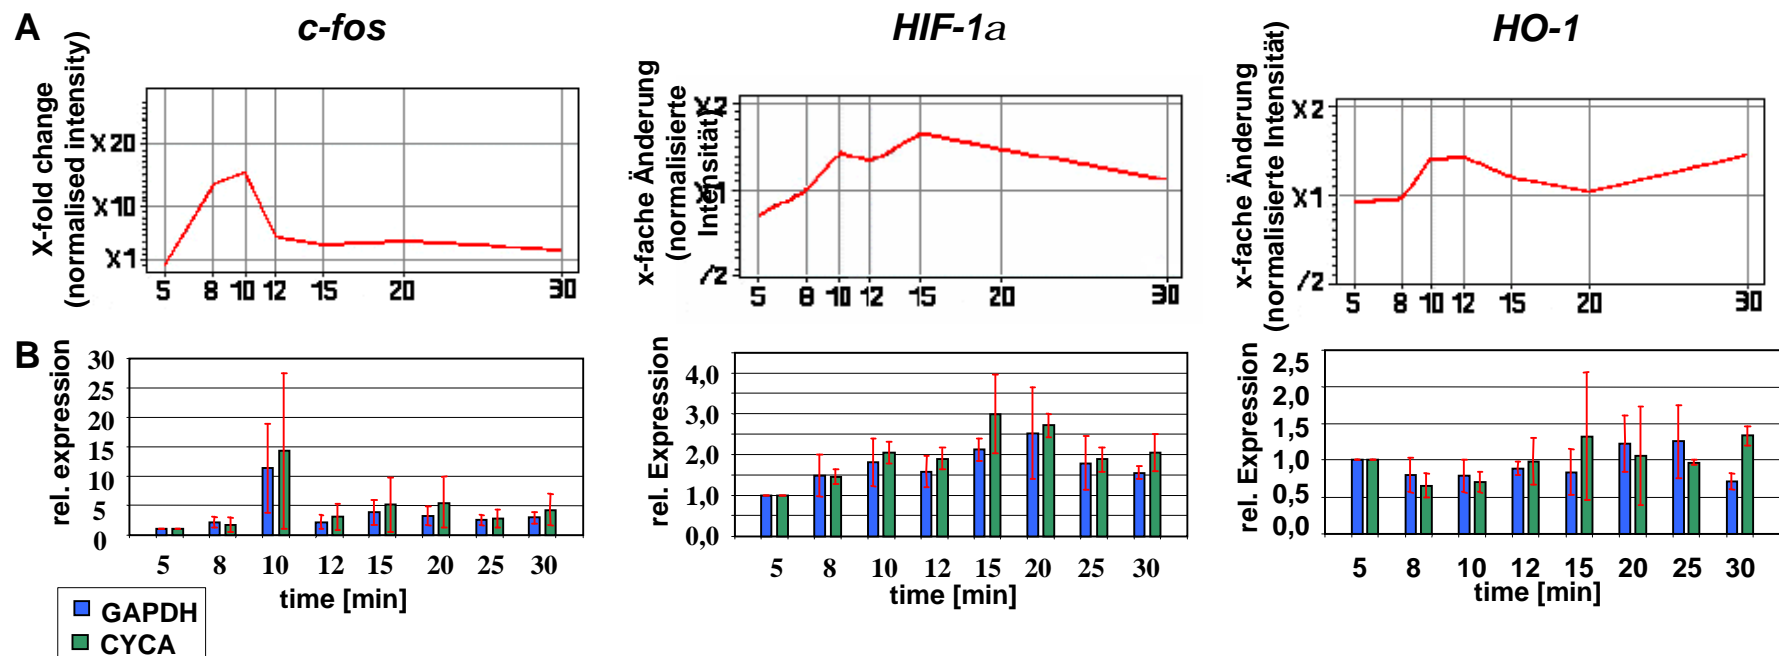 A
c-fos
HIF-1a
HO-1
X-fold change
(normalised intensity)
X 20
X10
X1
5 8 10 12 15 20 30
x-fache Änderung
(normalisierte
Intensität)
X2
X1
/2
5 8 10 12 15 20 30
x-fache Änderung
(normalisierte Intensität)
X 2
X1
/2
5 8 10 12 15 20 30
B
rel. expression
30
25
20
15
10
5
0
5 8 10 12 15 20 25 30
time [min]
rel. Expression
4,0
3,0
2,0
1,0
0,0
5 8 10 12 15 20 25 30
time [min]
rel. Expression
2,5
2,0
1,5
1,0
0,5
0,0
5 8 10 12 15 20 25 30
time [min]
GAPDH
CYCA